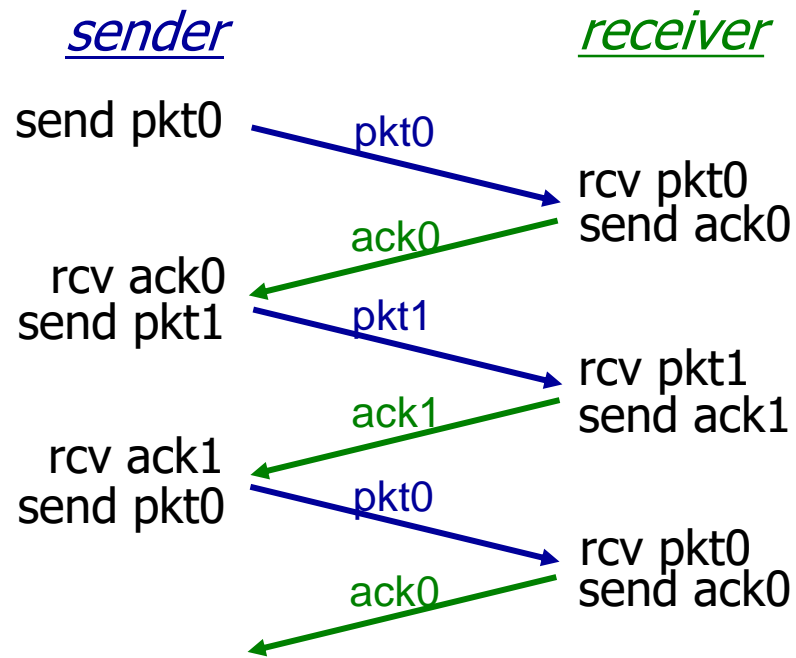 sender
receiver
send pkt0
pkt0
rcv pkt0
send ack0
ack0
rcv ack0
send pkt1
pkt1
rcv pkt1
send ack1
ack1
rcv ack1
send pkt0
pkt0
rcv pkt0
send ack0
ack0